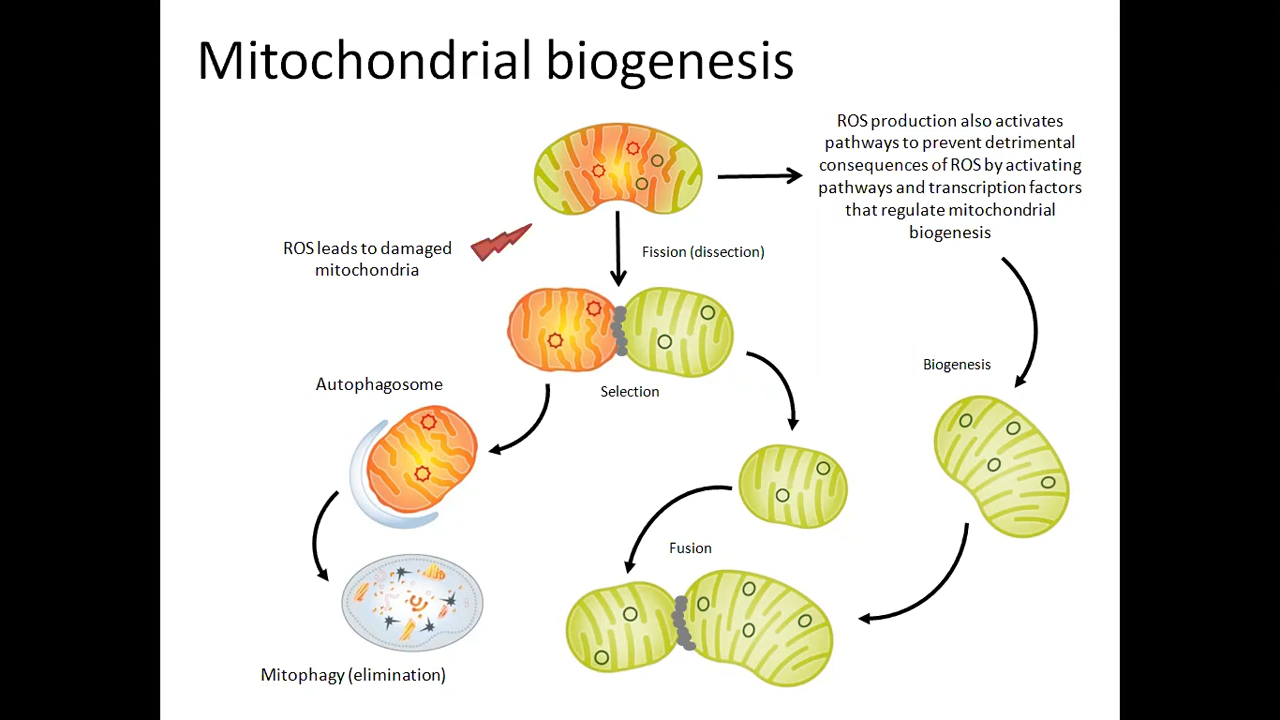 Mitochondrial biogenesis
ROS production also activates
pathways to prevent detrimental
consequences of ROS by activating
pathways and transcription factors
that regulate mitochondrial
biogenesis
ROS leads to damaged
mitochondria
Fission (dissection)
Biogenesis
Autophagosome
Selection
Fusion
Mitophagy (elimination)